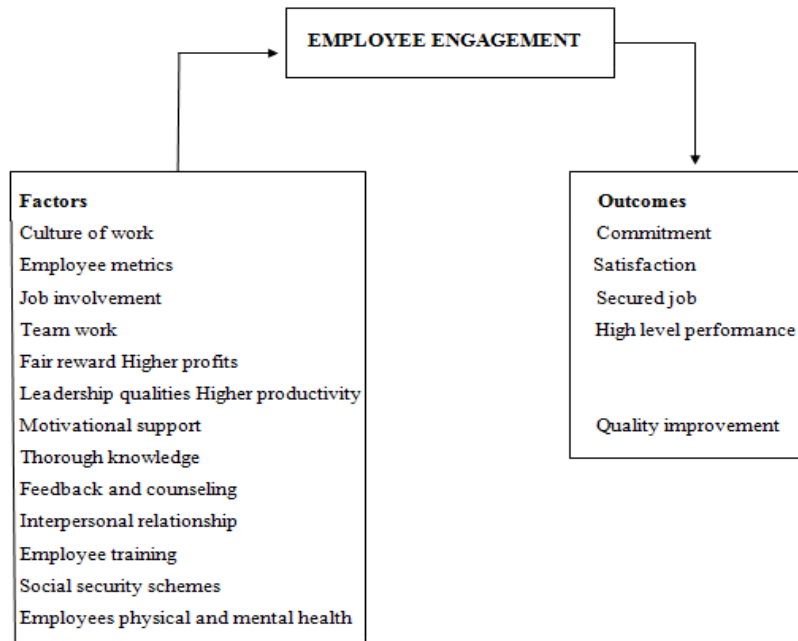 EMPLOYEE ENGAGEMENT
Factors
Culture of work
Employee metrics
Job involvement
Team work
Fair reward Higher profits
Leadership qualities Higher productivity
Motivational support
Thorough knowledge
Feedback and counseling
Interpersonal relationship
Employee training
Social security schemes
Employees physical and mental health
Outcomes
Commitment
Satisfaction
Secured job
High level performance
Quality improvement